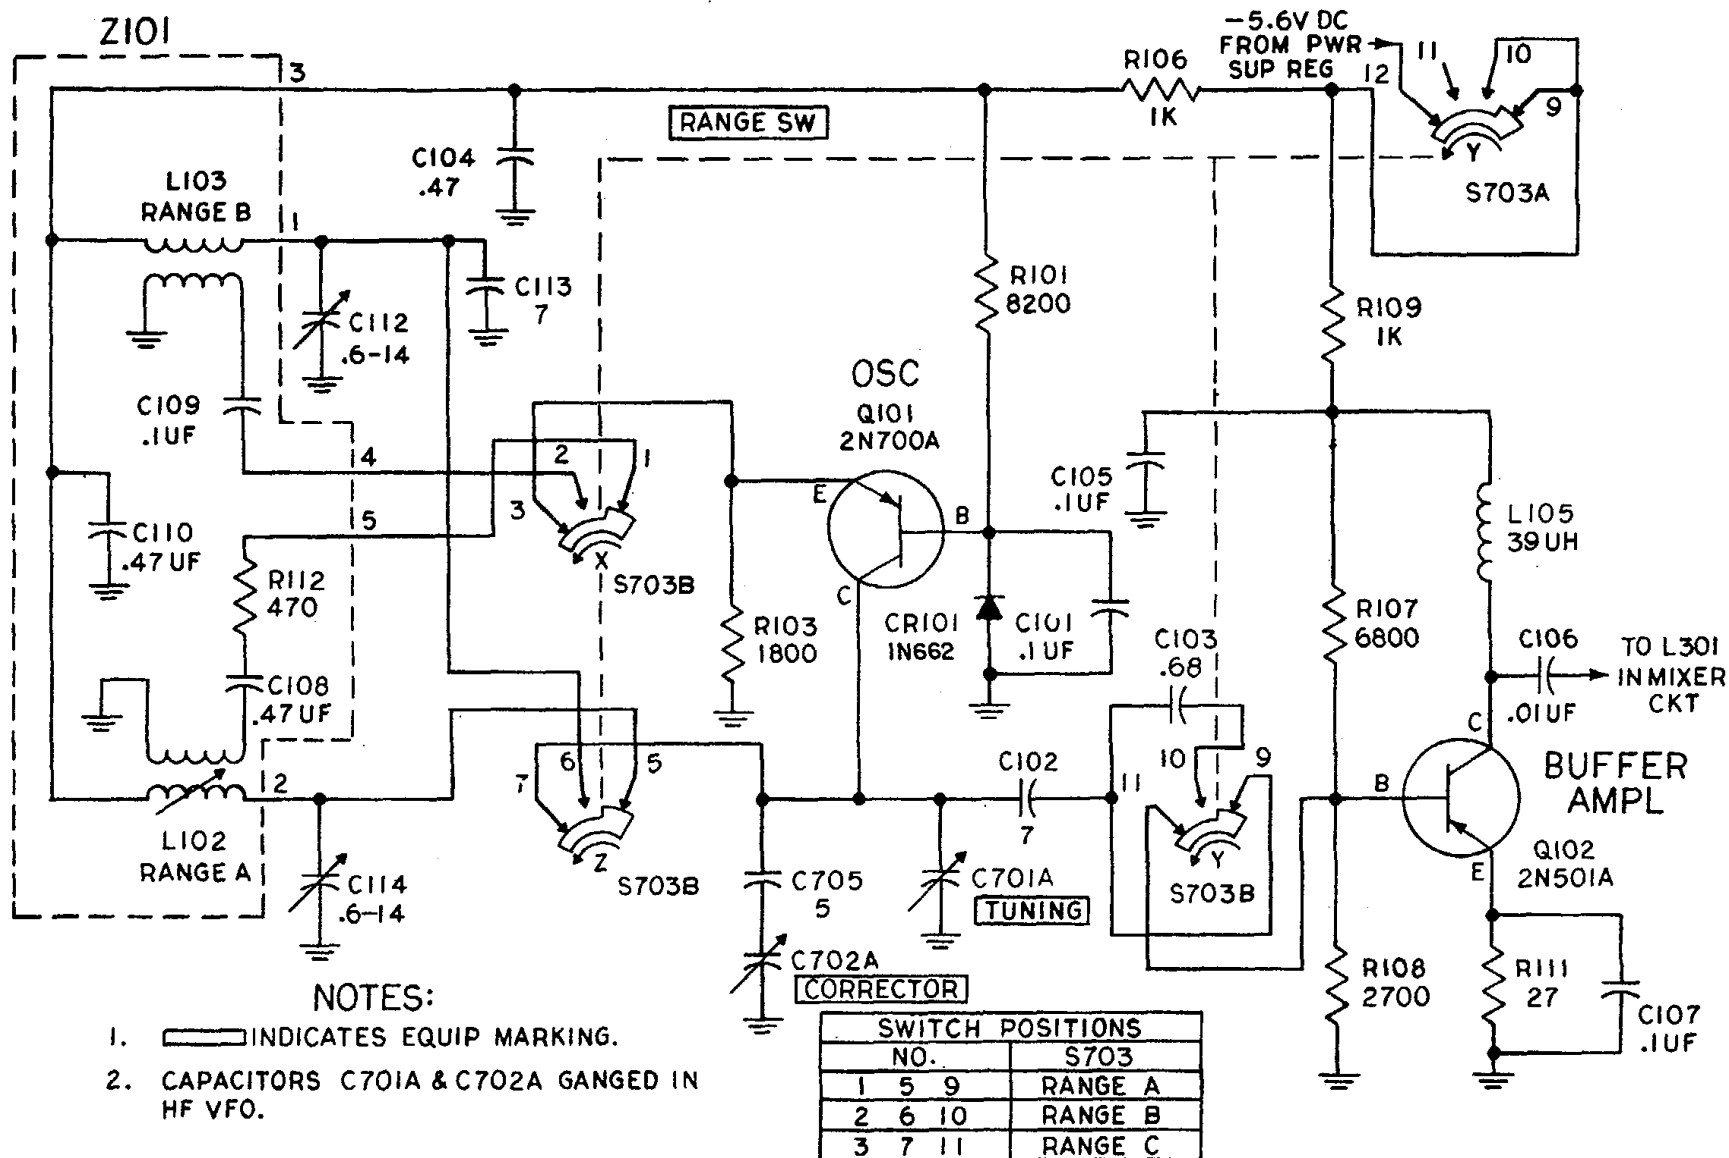 Z101
3
-5.6V DC
FROM PWR
SUP REG
12
11
10
9
Y
S703A
R106
1K
RANGE SW
C104
.47
L103
RANGE B
1
C113
7
C112
.6-14
R101
8200
R109
1K
OSC
Q101
2N700A
E
B
C
C109
.1UF
4
2
1
3
5
X
S703B
C110
.47UF
R112
470
C105
.1UF
L105
39UH
R103
1800
CR101
1N662
C101
.1UF
R107
6800
C103
.68
C106
.01UF
TO L301
IN MIXER
CKT
C108
.47UF
6
5
7
Z
S703B
2
L102
RANGE A
C114
.6-14
C705
5
C702A
CORRECTOR
C102
7
C701A
TUNING
11
10
9
Y
S703B
B
C
E
BUFFER
AMPL
Q102
2N501A
R108
2700
R111
27
C107
.1UF
NOTES:
1. INDICATES EQUIP MARKING.
2. CAPACITORS C701A & C702A GANGED IN
HF VFO.
SWITCH POSITIONS
NO. S703
1 5 9 RANGE A
2 6 10 RANGE B
3 7 11 RANGE C